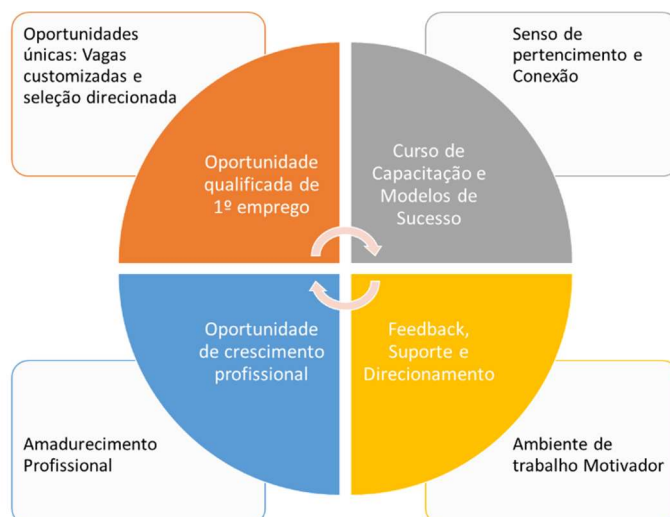 Oportunidades
únicas: Vagas
customizadas e
seleção direcionada
Senso de
pertencimento e
Conexão
Oportunidade
qualificada de
1º emprego
Curso de
Capacitação e
Modelos de
Sucesso
Oportunidade
de crescimento
profissional
Feedback,
Suporte e
Direcionamento
Amadurecimento
Profissional
Ambiente de
trabalho Motivador